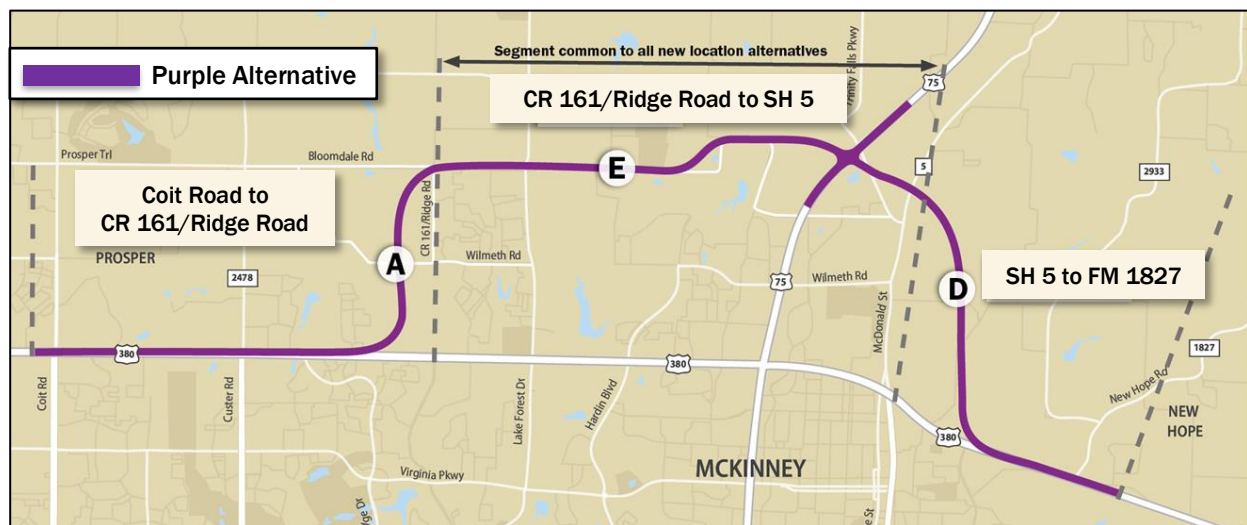 Segment common to all new location alternatives
Purple Alternative
CR 161/Ridge Road to SH 5
75
Prosper Trl
Bloomdale Rd
Coit Road to
CR 161/Ridge Road
E
5
2933
CR 161/Ridge Rd
PROSPER
A
Wilmeth Rd
2478
75
Wilmeth Rd
D
SH 5 to FM 1827
McDonald St
380
380
1827
Coit Rd
Custer Rd
Lake Forest Dr
Hardin Blvd
New Hope Rd
NEW
HOPE
380
Virginia Pkwy
MCKINNEY